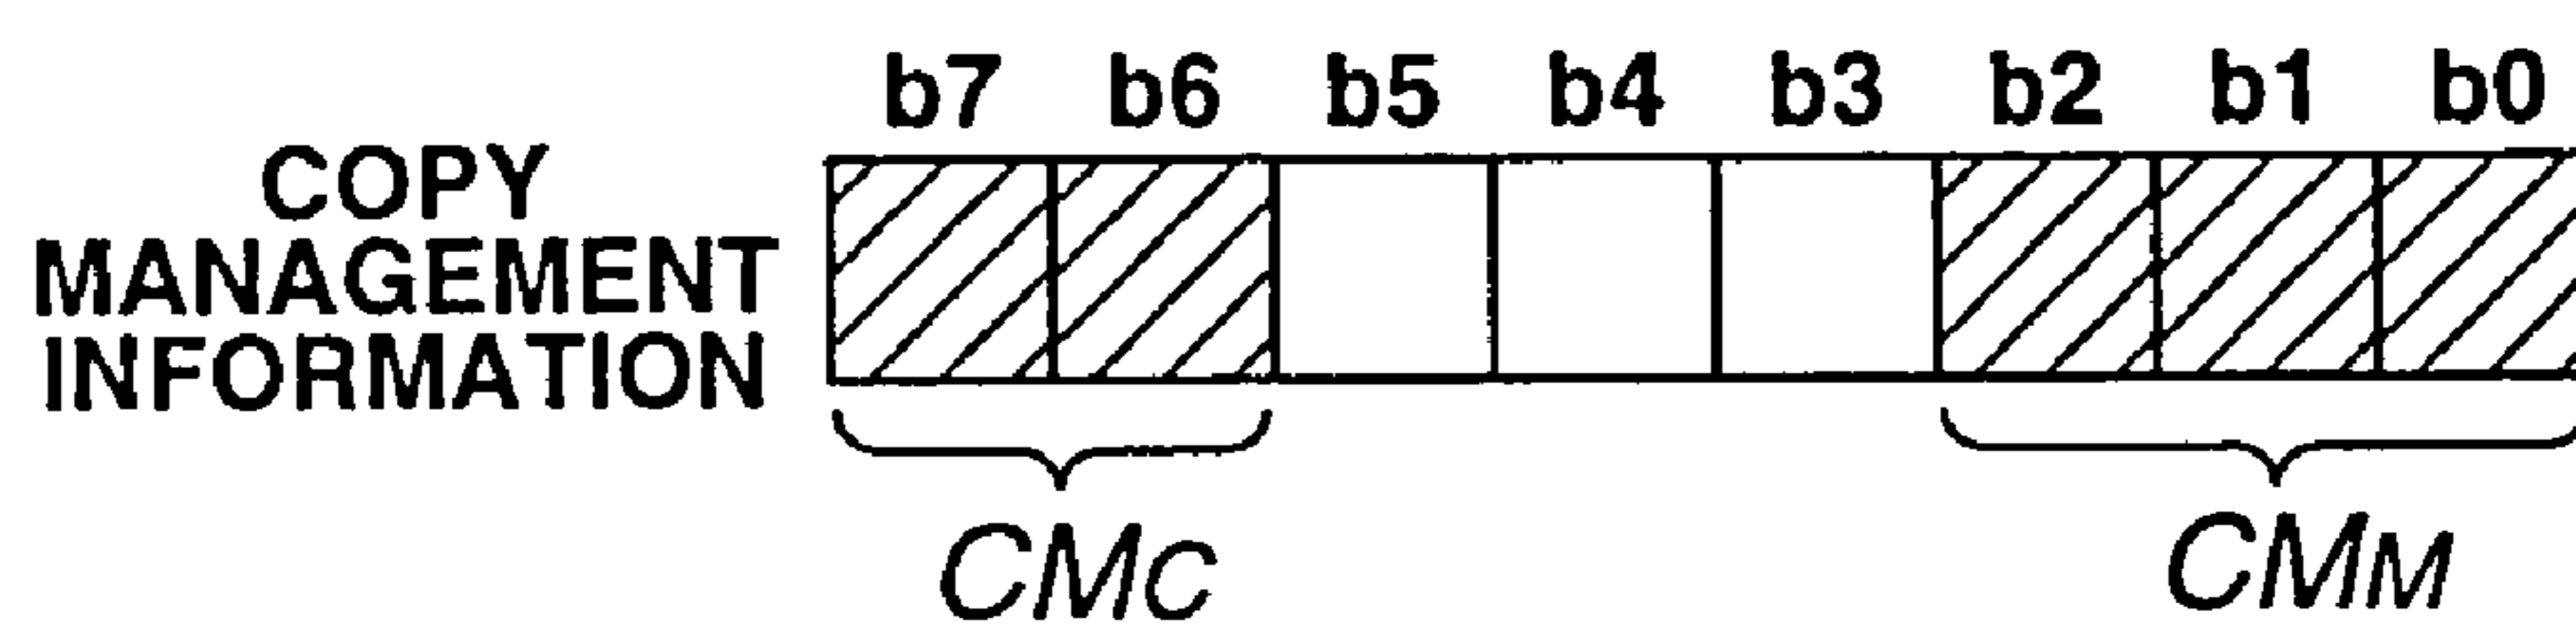 b7 b6 b5 b4 b3 b2 b1 b0
COPY
MANAGEMENT
INFORMATION
CMC CMM